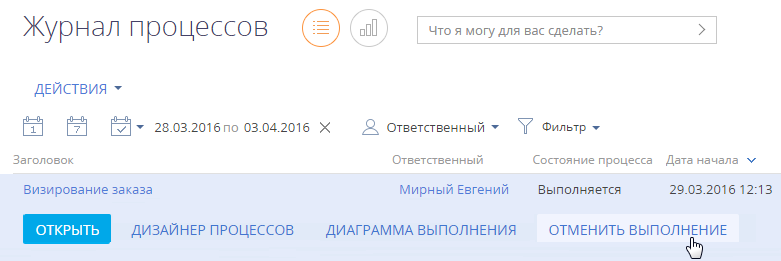 Журнал процессов
Что я могу для вас сделать?
ДЕЙСТВИЯ
1 7 28.03.2016 по 03.04.2016 Ответственный Фильтр
Заголовок Ответственный Состояние процесса Дата начала
Визирование заказа Мирный Евгений Выполняется 29.03.2016 12:13
ОТКРЫТЬ ДИЗАЙНЕР ПРОЦЕССОВ ДИАГРАММА ВЫПОЛНЕНИЯ ОТМЕНИТЬ ВЫПОЛНЕНИЕ